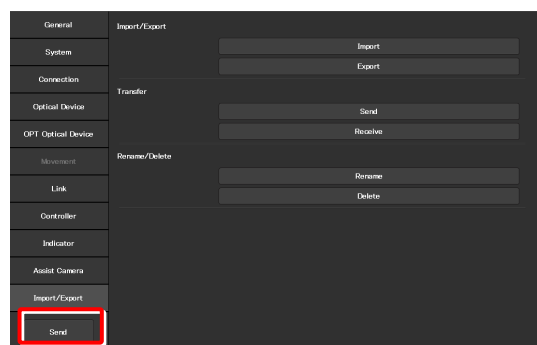 General
System
Connection
Optical Device
OPT Optical Device
Movement
Link
Controller
Indicator
Assist Camera
Import/Export
Send
Import/Export
Import
Export
Transfer
Send
Receive
Rename/Delete
Rename
Delete